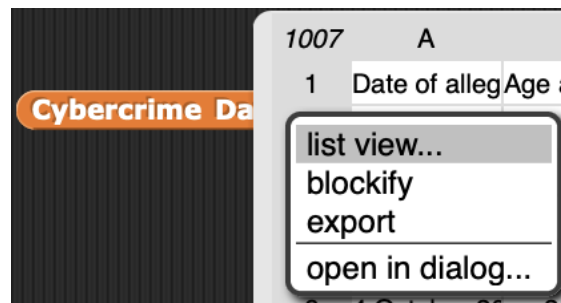 1007 A
1 Date of alleg Age
Cybercrime Da
list view...
blockify
export
open in dialog...